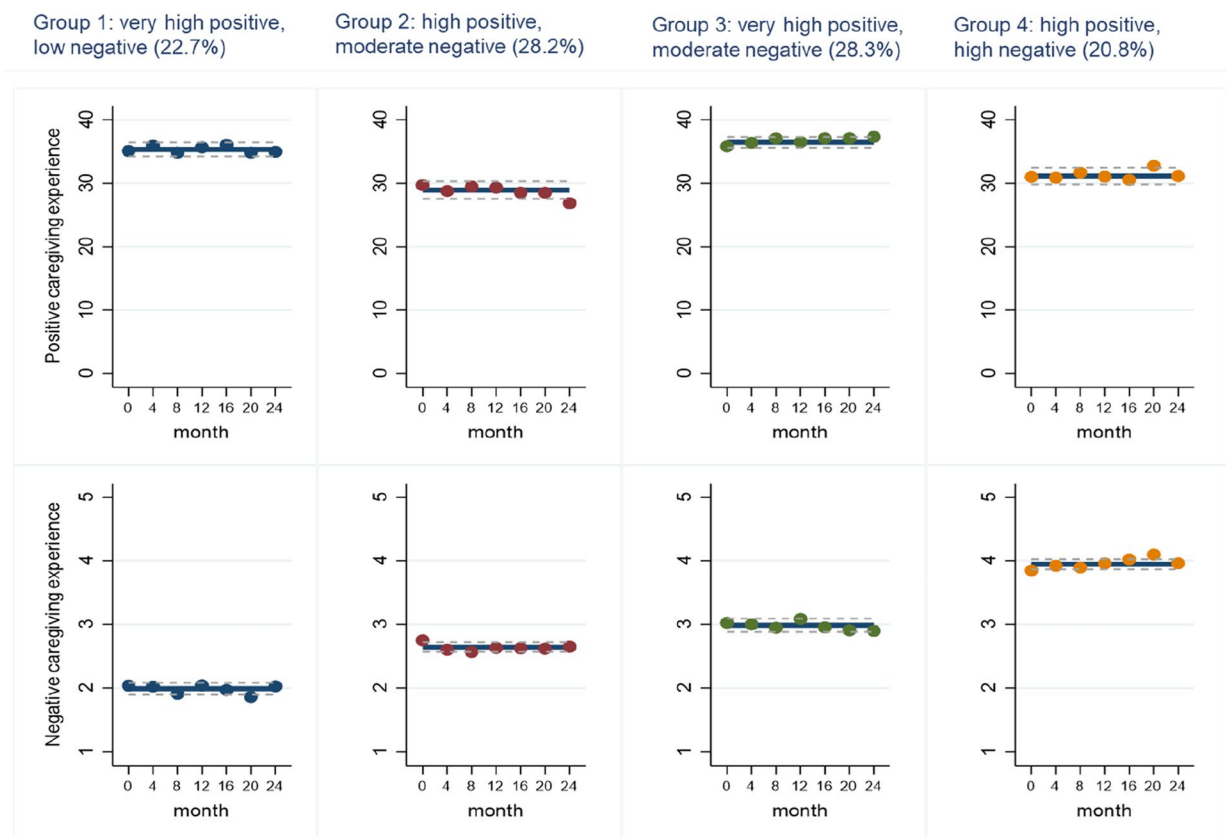 Group 1: very high positive,
low negative (22.7%)
Group 2: high positive,
moderate negative (28.2%)
Group 3: very high positive,
moderate negative (28.3%)
Group 4: high positive,
high negative (20.8%)
Positive caregiving experience
40
30
20
10
0
0 4 8 12 16 20 24
month
40
30
20
10
0
0 4 8 12 16 20 24
month
40
30
20
10
0
0 4 8 12 16 20 24
month
40
30
20
10
0
0 4 8 12 16 20 24
month
Negative caregiving experience
5
4
3
2
1
0 4 8 12 16 20 24
month
5
4
3
2
1
0 4 8 12 16 20 24
month
5
4
3
2
1
0 4 8 12 16 20 24
month
5
4
3
2
1
0 4 8 12 16 20 24
month